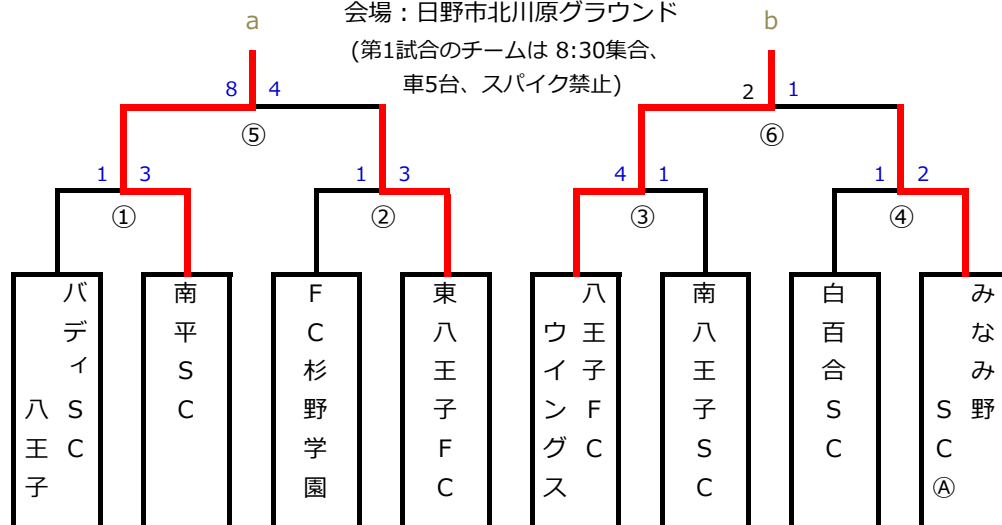 会場：日野市北川原グラウンド
a
b
(第1試合のチームは 8:30集合、
車5台、スパイク禁止)
8 4
2 1
⑤
⑥
1 3
1 3
4 1
1 2
①
②
③
④
バディSC
八王子
南平SC
FC杉野学園
東八王子FC
八王子FC
ウイングス
南八王子SC
白百合SC
みなみ野
SCⒶ